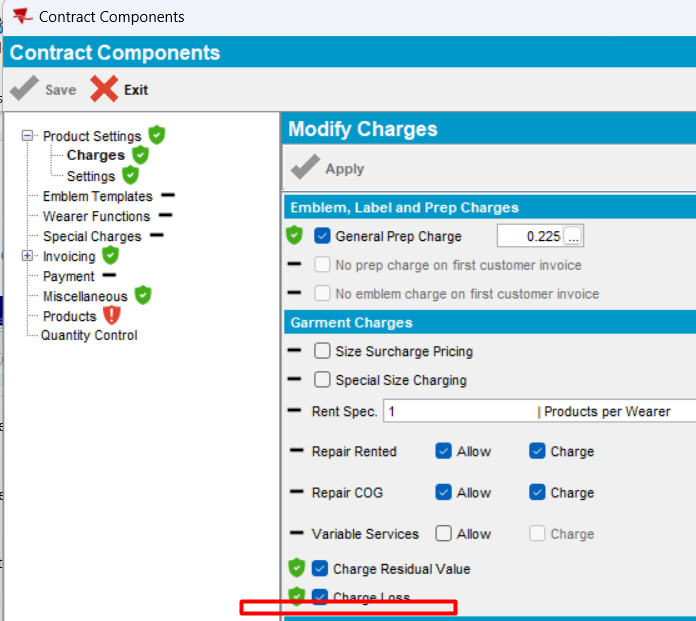 Contract Components
Contract Components
Save Exit
Product Settings
Charges
Settings
Emblem Templates
Wearer Functions
Special Charges
Invoicing
Payment
Miscellaneous
Products
Quantity Control
Modify Charges
Apply
Emblem, Label and Prep Charges
General Prep Charge 0.225 ...
No prep charge on first customer invoice
No emblem charge on first customer invoice
Garment Charges
Size Surcharge Pricing
Special Size Charging
Rent Spec. 1 | Products per Wearer
Repair Rented Allow Charge
Repair COG Allow Charge
Variable Services Allow Charge
Charge Residual Value
Charge Loss